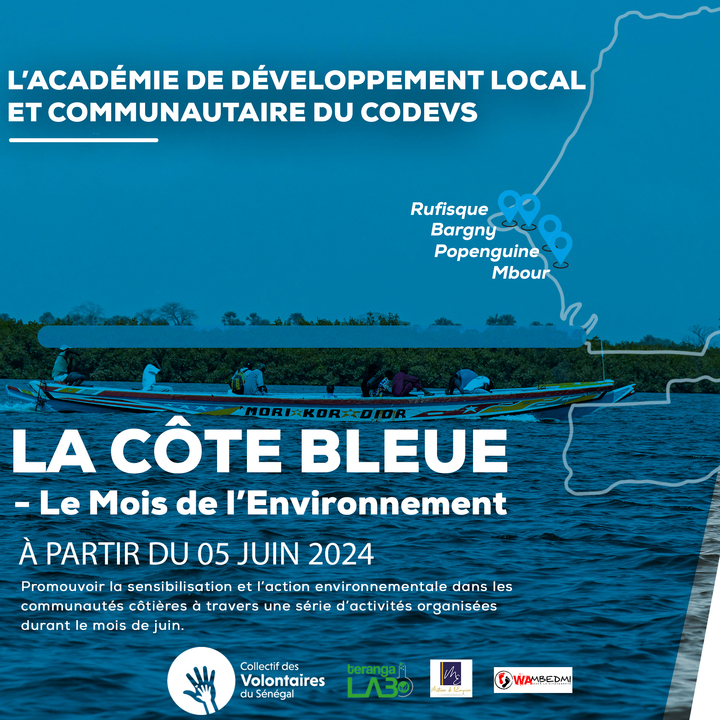 L'ACADÉMIE DE DÉVELOPPEMENT LOCAL
ET COMMUNAUTAIRE DU CODEVS
Rufisque
Bargny
Popenguine
Mbour
MORI KOR DIOR
LA CÔTE BLEUE
- Le Mois de l'Environnement
À PARTIR DU 05 JUIN 2024
Promouvoir la sensibilisation et l'action environnementale dans les
communautés côtières à travers une série d'activités organisées
durant le mois de juin.
Collectif des
Volontaires
du Sénégal
teranga
LAB
WAMBEDMI